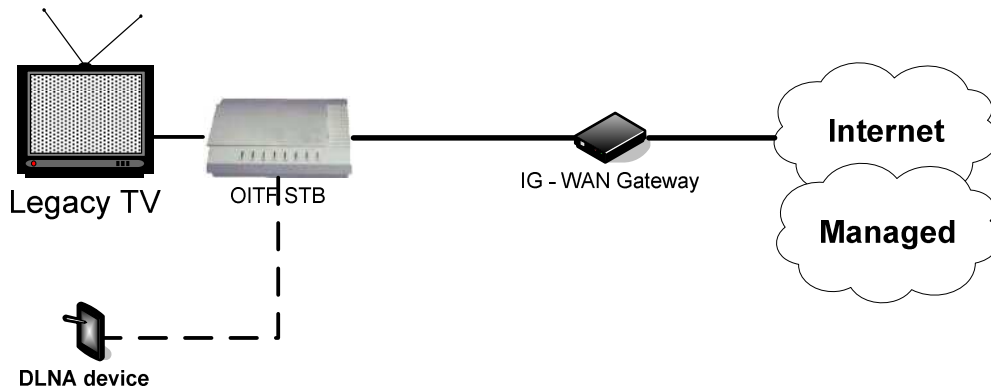 Legacy TV
OITF STB
IG - WAN Gateway
Internet
Managed
DLNA device